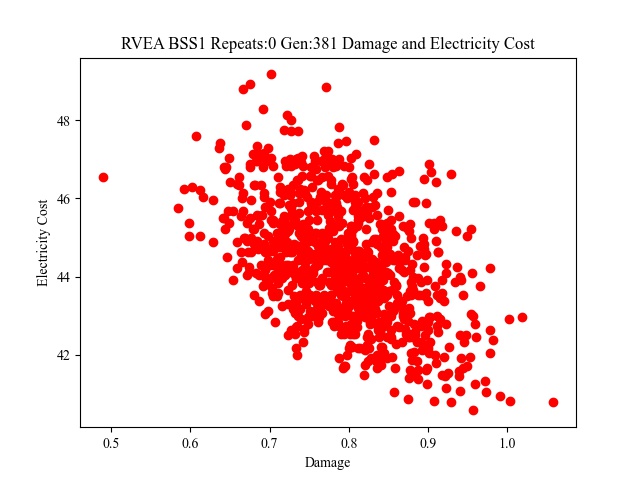 RVEA BSS1 Repeats:0 Gen:381 Damage and Electricity Cost
48
46
44
42
Electricity Cost
0.5 0.6 0.7 0.8 0.9 1.0
Damage